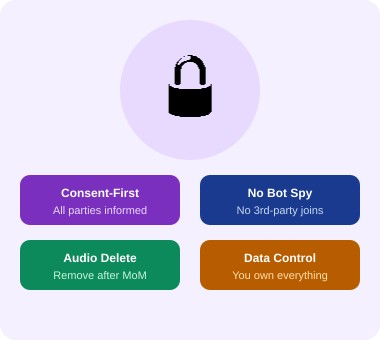 Consent-First
All parties informed
No Bot Spy
No 3rd-party joins
Audio Delete
Remove after MoM
Data Control
You own everything